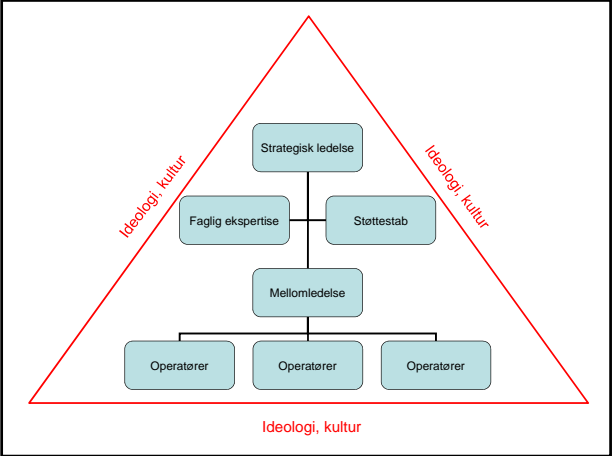 Strategisk ledelse
Ideologi, kultur
Ideologi, kultur
Faglig ekspertise
Støttestab
Mellomledelse
Operatører
Operatører
Operatører
Ideologi, kultur